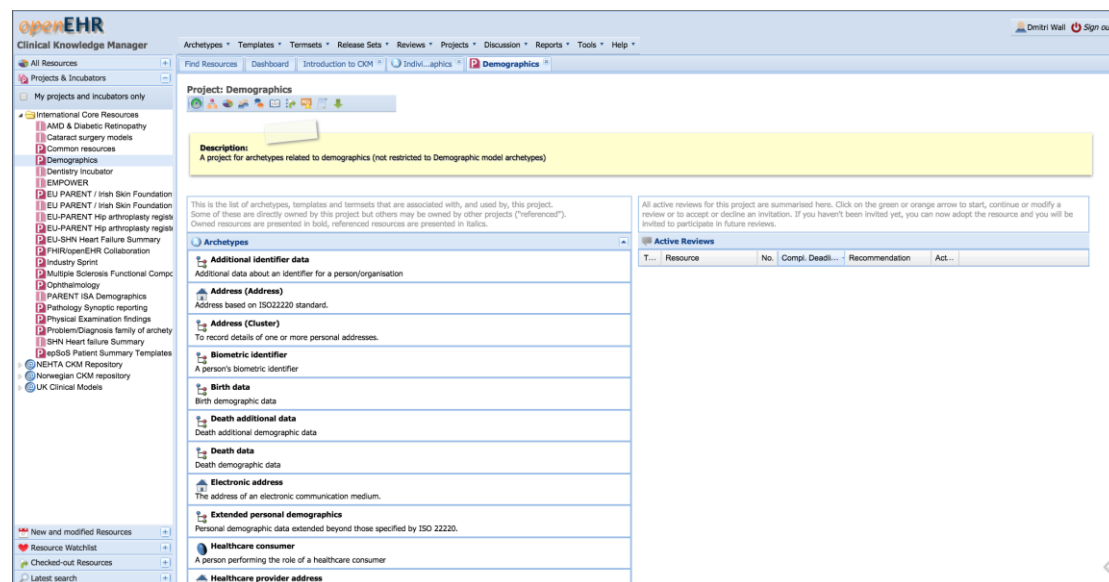 openEHR
Clinical Knowledge Manager
Dmitri Wall Sign ou
Archetypes Templates Termsets Release Sets Reviews Projects Discussion Reports Tools Help
All Resources
Projects & Incubators
My projects and incubators only
International Core Resources
AMD & Diabetic Retinopathy
Cataract surgery models
Common resources
Demographics
Dentistry Incubator
EMPOWER
EU PARENT / Irish Skin Foundation
EU PARENT / Irish Skin Foundation
EU-PARENT Hip arthroplasty registe
EU-PARENT Hip arthroplasty registe
EU-SHN Heart Failure Summary
FHIR/openEHR Collaboration
Industry Sprint
Multiple Sclerosis Functional Compo
Ophthalmology
PARENT ISA Demographics
Pathology Synoptic reporting
Physical Examination findings
Problem/Diagnosis family of archety
SHN Heart failure Summary
epSoS Patient Summary Templates
NEHTA CKM Repository
Norwegian CKM repository
UK Clinical Models
New and modified Resources
Resource Watchlist
Checked-out Resources
Latest search
Find Resources Dashboard Introduction to CKM Indivi...aphics Demographics
Project: Demographics
Description:
A project for archetypes related to demographics (not restricted to Demographic model archetypes)
This is the list of archetypes, templates and termsets that are associated with, and used by, this project.
Some of these are directly owned by this project but others may be owned by other projects ("referenced").
Owned resources are presented in bold, referenced resources are presented in italics.
Archetypes
Additional identifier data
Additional data about an identifier for a person/organisation
Address (Address)
Address based on ISO22220 standard.
Address (Cluster)
To record details of one or more personal addresses.
Biometric identifier
A person's biometric identifier
Birth data
Birth demographic data
Death additional data
Death additional demographic data
Death data
Death demographic data
Electronic address
The address of an electronic communication medium.
Extended personal demographics
Personal demographic data extended beyond those specified by ISO 22220.
Healthcare consumer
A person performing the role of a healthcare consumer
Healthcare provider address
All active reviews for this project are summarised here. Click on the green or orange arrow to start, continue or modify a
review or to accept or decline an invitation. If you haven't been invited yet, you can now adopt the resource and you will be
invited to participate in future reviews.
Active Reviews
T... Resource No. Compl. Deadli... Recommendation Act...